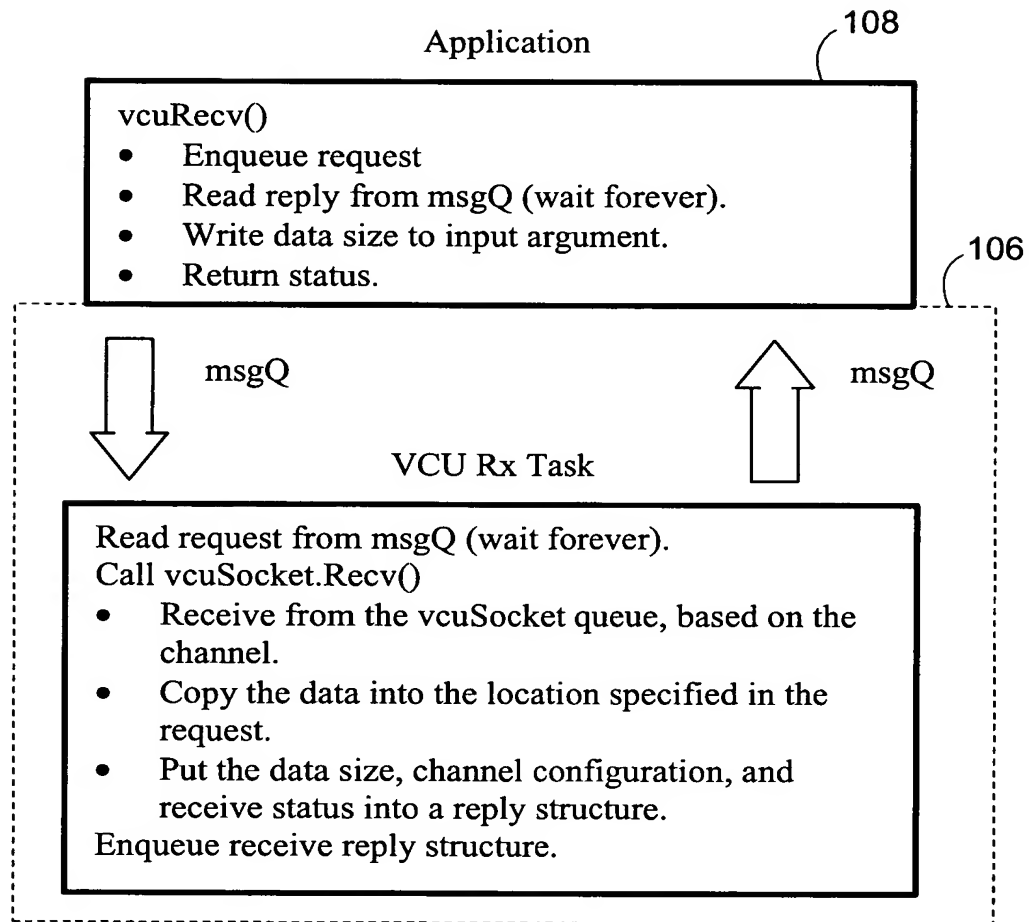 108
Application
vcuRecv()
• Enqueue request
• Read reply from msgQ (wait forever).
• Write data size to input argument.
• Return status.
106
msgQ
msgQ
VCU Rx Task
Read request from msgQ (wait forever).
Call vcuSocket.Recv()
• Receive from the vcuSocket queue, based on the
channel.
• Copy the data into the location specified in the
request.
• Put the data size, channel configuration, and
receive status into a reply structure.
Enqueue receive reply structure.